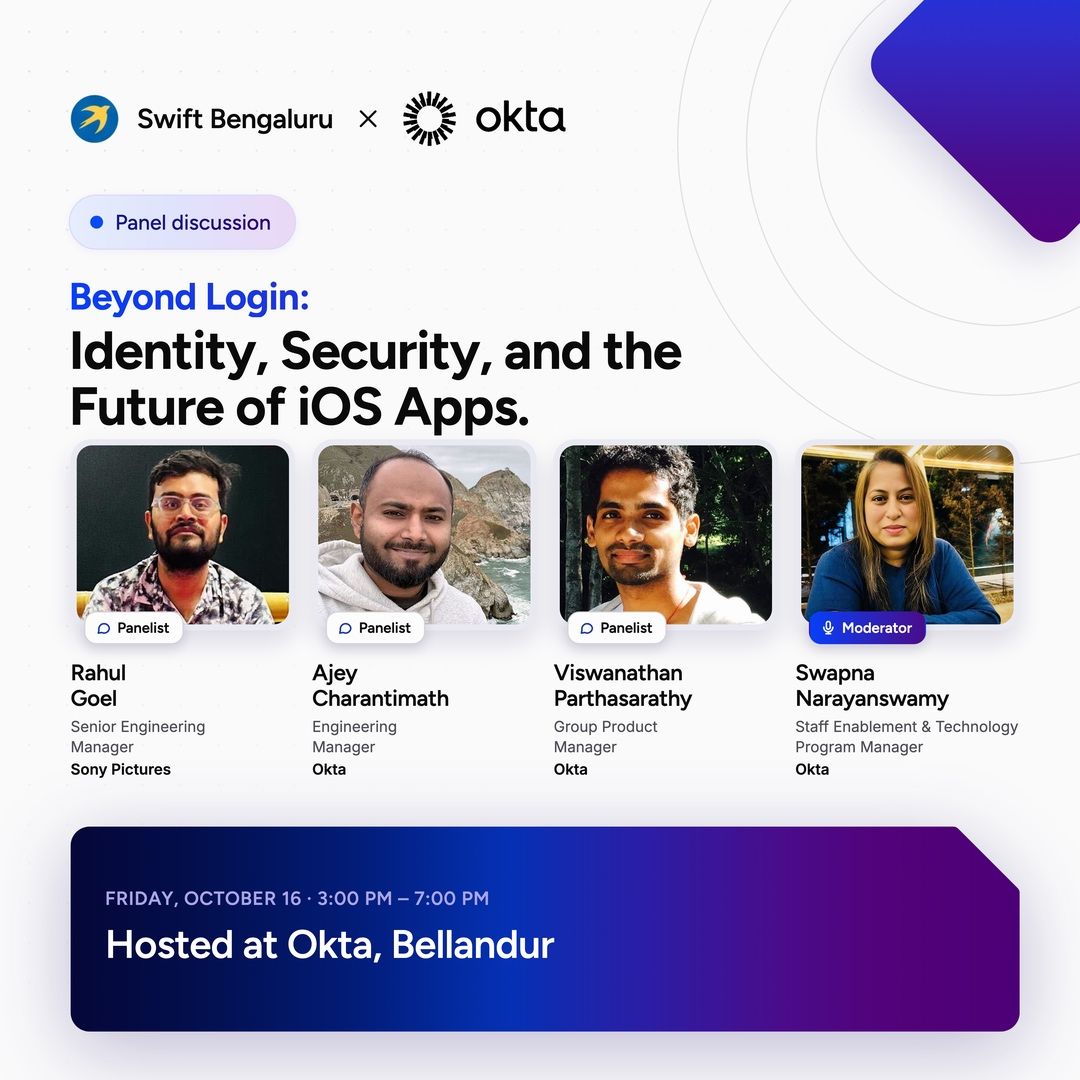 Swift Bengaluru × okta
Panel discussion
Beyond Login:
Identity, Security, and the
Future of iOS Apps.
Panelist
Panelist
Panelist
Moderator
Rahul
Goel
Senior Engineering
Manager
Sony Pictures
Ajey
Charantimath
Engineering
Manager
Okta
Viswanathan
Parthasarathy
Group Product
Manager
Okta
Swapna
Narayanswamy
Staff Enablement & Technology
Program Manager
Okta
FRIDAY, OCTOBER 16 · 3:00 PM – 7:00 PM
Hosted at Okta, Bellandur